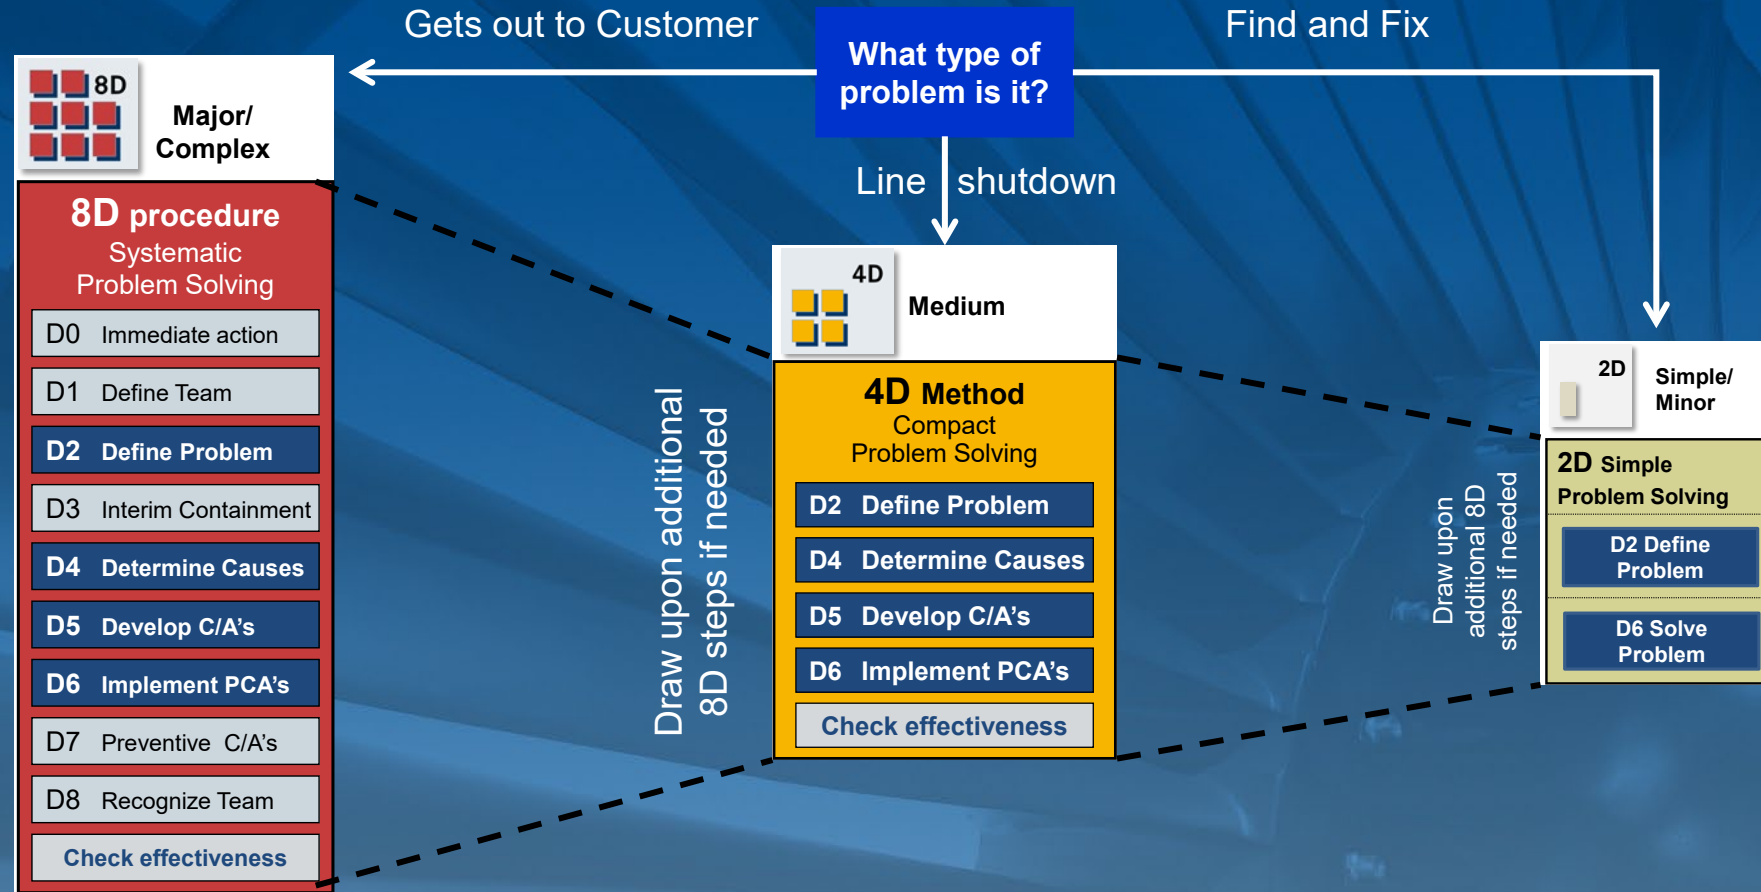 Gets out to Customer
What type of
problem is it?
Find and Fix
8D
Major/
Complex
8D procedure
Systematic
Problem Solving
D0 Immediate action
D1 Define Team
D2 Define Problem
D3 Interim Containment
D4 Determine Causes
D5 Develop C/A's
D6 Implement PCA's
D7 Preventive C/A's
D8 Recognize Team
Check effectiveness
Line shutdown
Draw upon additional
8D steps if needed
4D
Medium
4D Method
Compact
Problem Solving
D2 Define Problem
D4 Determine Causes
D5 Develop C/A's
D6 Implement PCA's
Check effectiveness
Draw upon
additional 8D
steps if needed
2D
Simple/
Minor
2D Simple
Problem Solving
D2 Define
Problem
D6 Solve
Problem